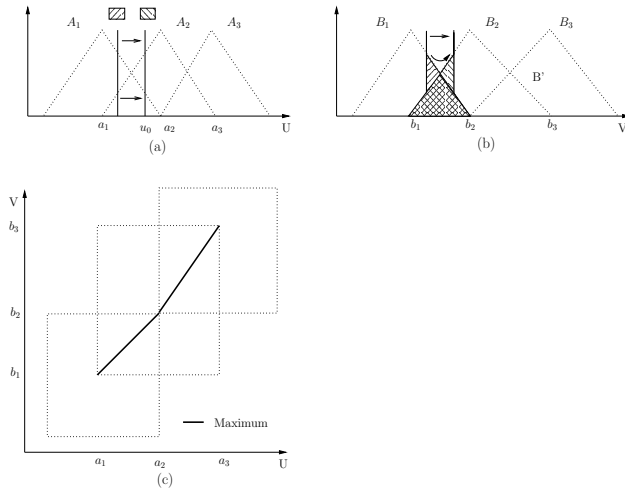 A₁ A₂ A₃
a₁ u₀ a₂ a₃ U
(a)
B₁ B₂ B₃
B'
b₁ b₂ b₃ V
(b)
V
b₃
b₂
b₁
Maximum
a₁ a₂ a₃ U
(c)